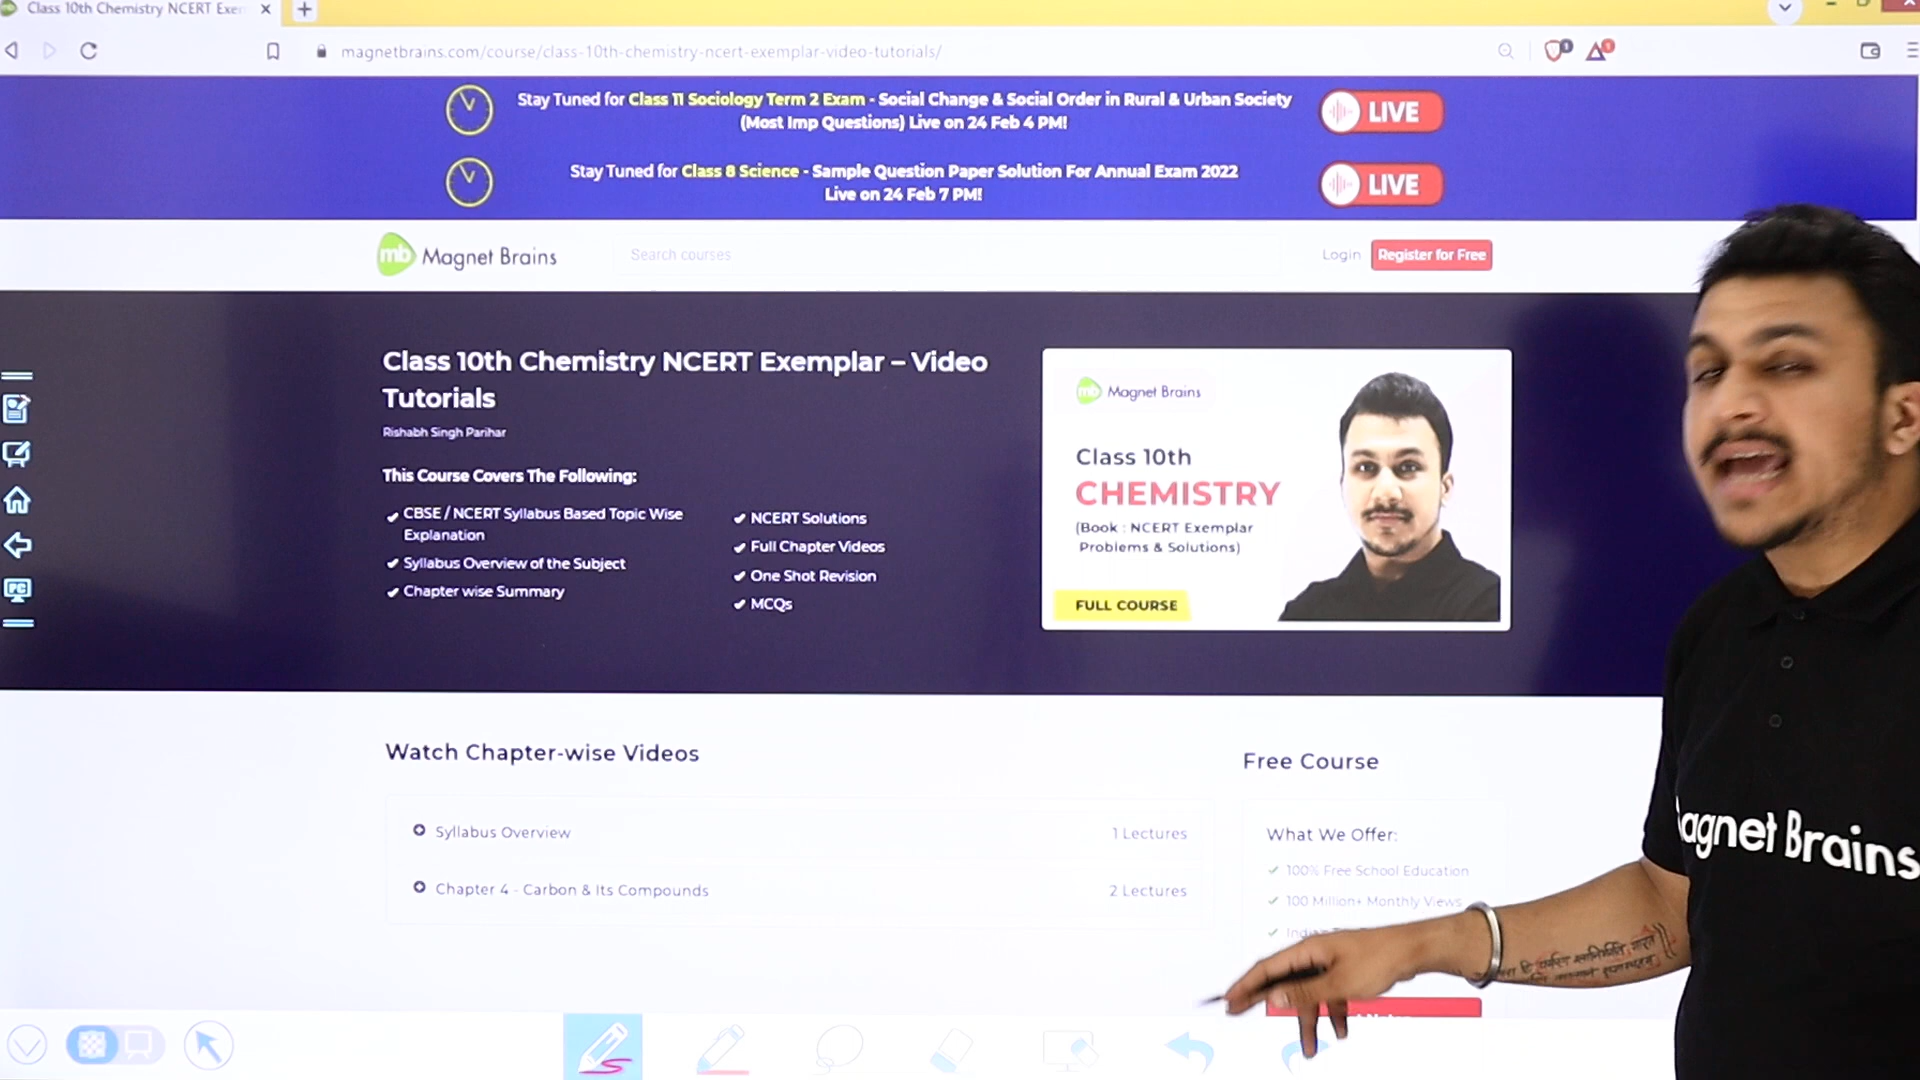 Class 10th Chemistry NCERT Exer
magnetbrains.com/course/class-10th-chemistry-ncert-exemplar-video-tutorials/
Stay Tuned for Class 11 Sociology Term 2 Exam - Social Change & Social Order in Rural & Urban Society
(Most Imp Questions) Live on 24 Feb 4 PM!
LIVE
Stay Tuned for Class 8 Science - Sample Question Paper Solution For Annual Exam 2022
Live on 24 Feb 7 PM!
LIVE
mb Magnet Brains
Search courses
Login
Register for Free
Class 10th Chemistry NCERT Exemplar – Video
Tutorials
Rishabh Singh Parihar
This Course Covers The Following:
CBSE / NCERT Syllabus Based Topic Wise
Explanation
Syllabus Overview of the Subject
Chapter wise Summary
NCERT Solutions
Full Chapter Videos
One Shot Revision
MCQs
mb Magnet Brains
Class 10th
CHEMISTRY
(Book : NCERT Exemplar
Problems & Solutions)
FULL COURSE
PC
Watch Chapter-wise Videos
Syllabus Overview
1 Lectures
Chapter 4 - Carbon & Its Compounds
2 Lectures
Free Course
What We Offer:
100% Free School Education
100 Million+ Monthly Views
agnet Brains